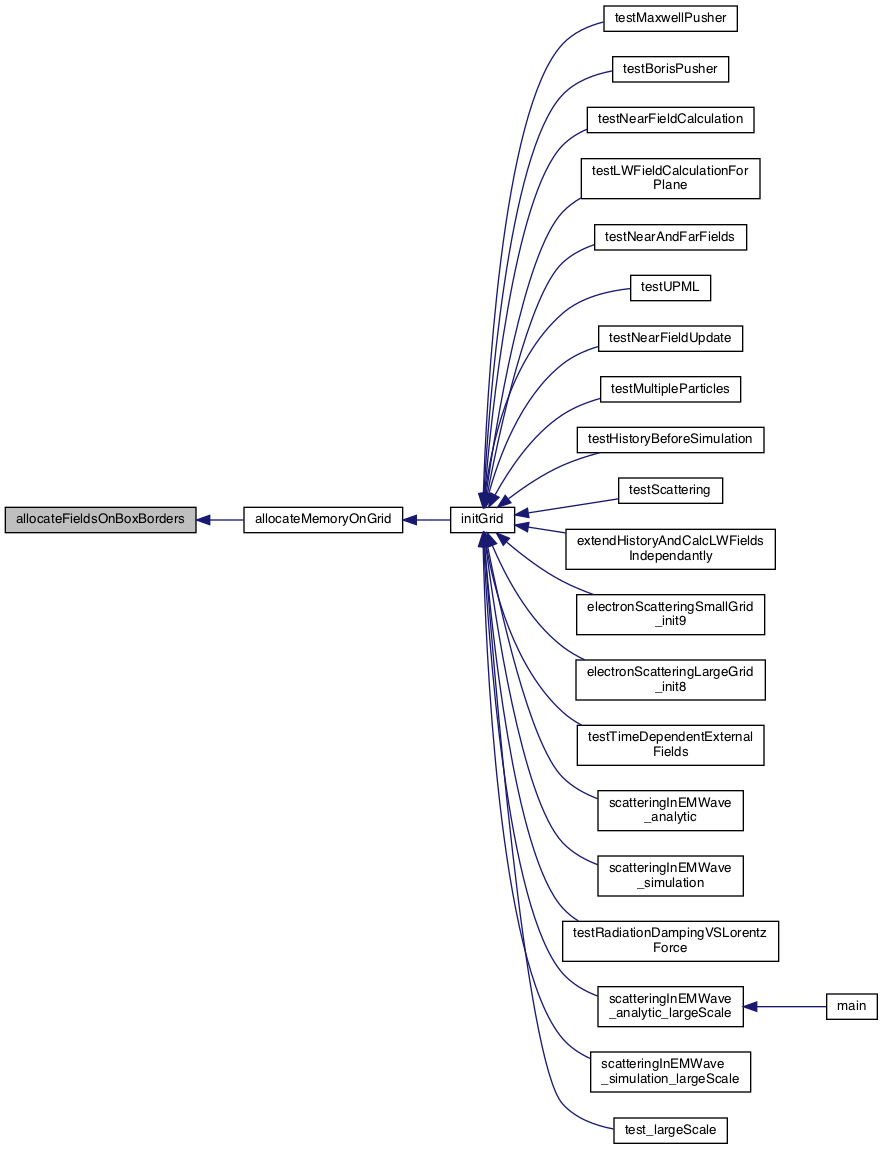 testMaxwellPusher
testBorisPusher
testNearFieldCalculation
testLWFieldCalculationFor
Plane
testNearAndFarFields
testUPML
testNearFieldUpdate
testMultipleParticles
testHistoryBeforeSimulation
testScattering
allocateFieldsOnBoxBorders
allocateMemoryOnGrid
initGrid
extendHistoryAndCalcLWFields
Independantly
electronScatteringSmallGrid
_init9
electronScatteringLargeGrid
_init8
testTimeDependentExternal
Fields
scatteringInEMWave
_analytic
scatteringInEMWave
_simulation
testRadiationDampingVSLorentz
Force
scatteringInEMWave
_analytic_largeScale
main
scatteringInEMWave
_simulation_largeScale
test_largeScale